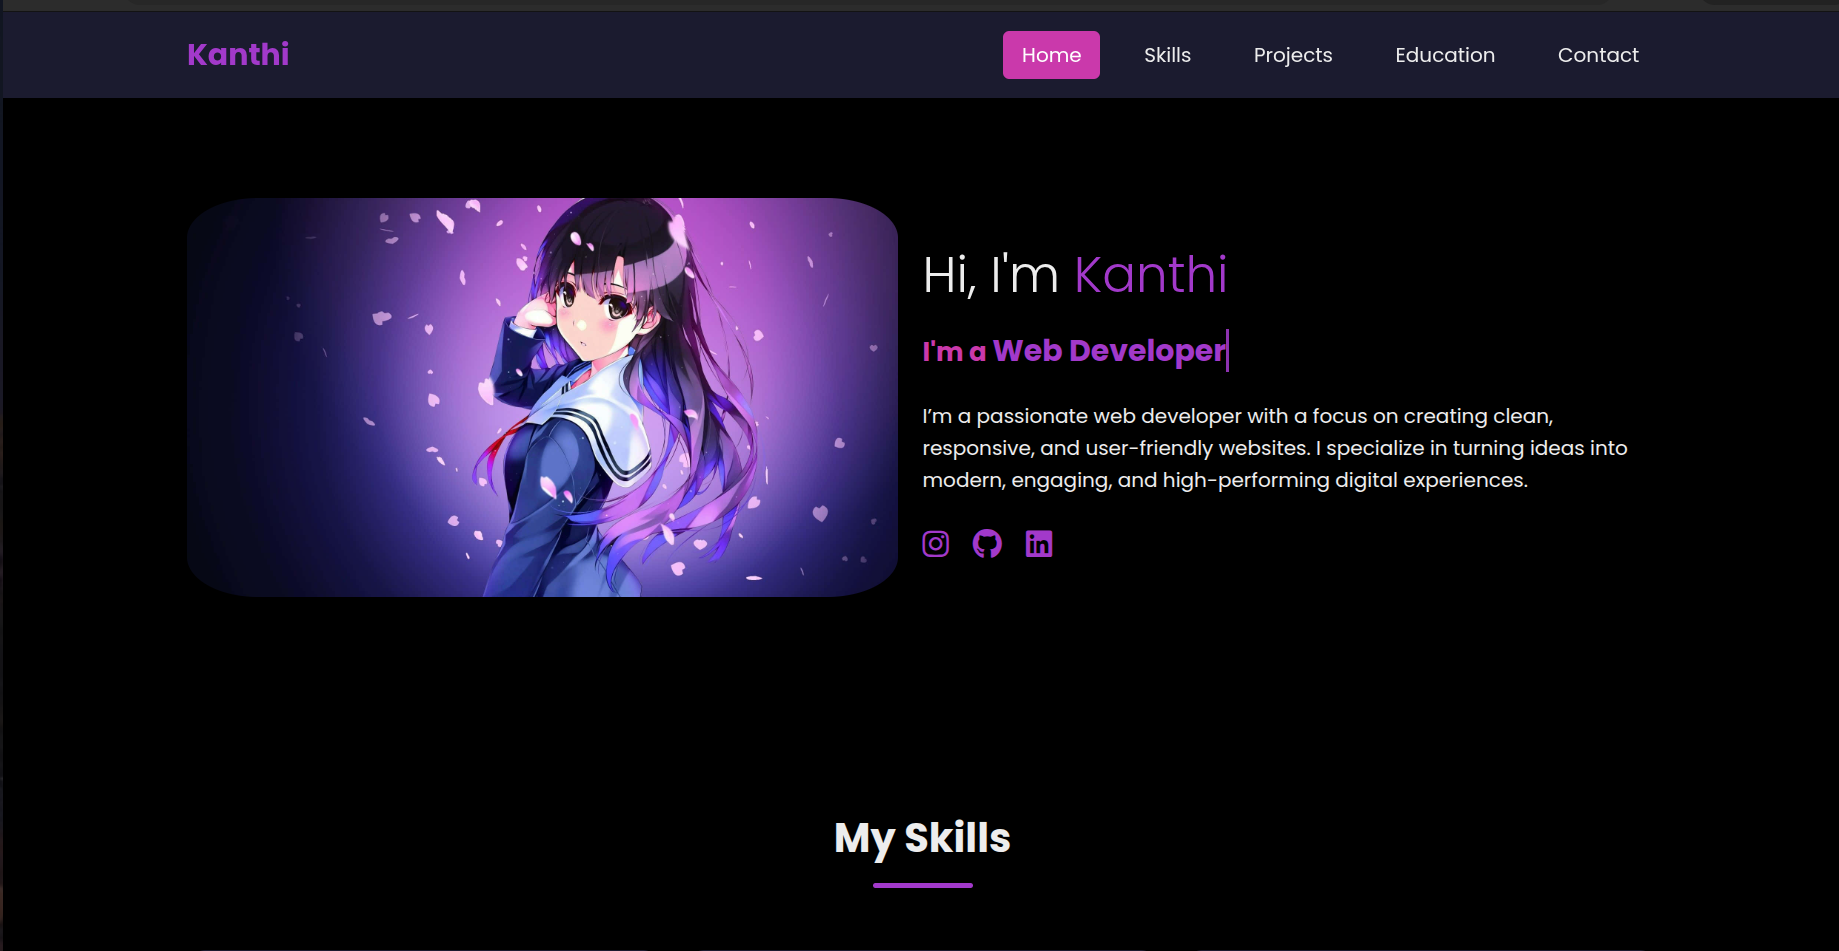 Kanthi
Home Skills Projects Education Contact
Hi, I'm Kanthi
I'm a Web Developer
I’m a passionate web developer with a focus on creating clean,
responsive, and user-friendly websites. I specialize in turning ideas into
modern, engaging, and high-performing digital experiences.
in
My Skills